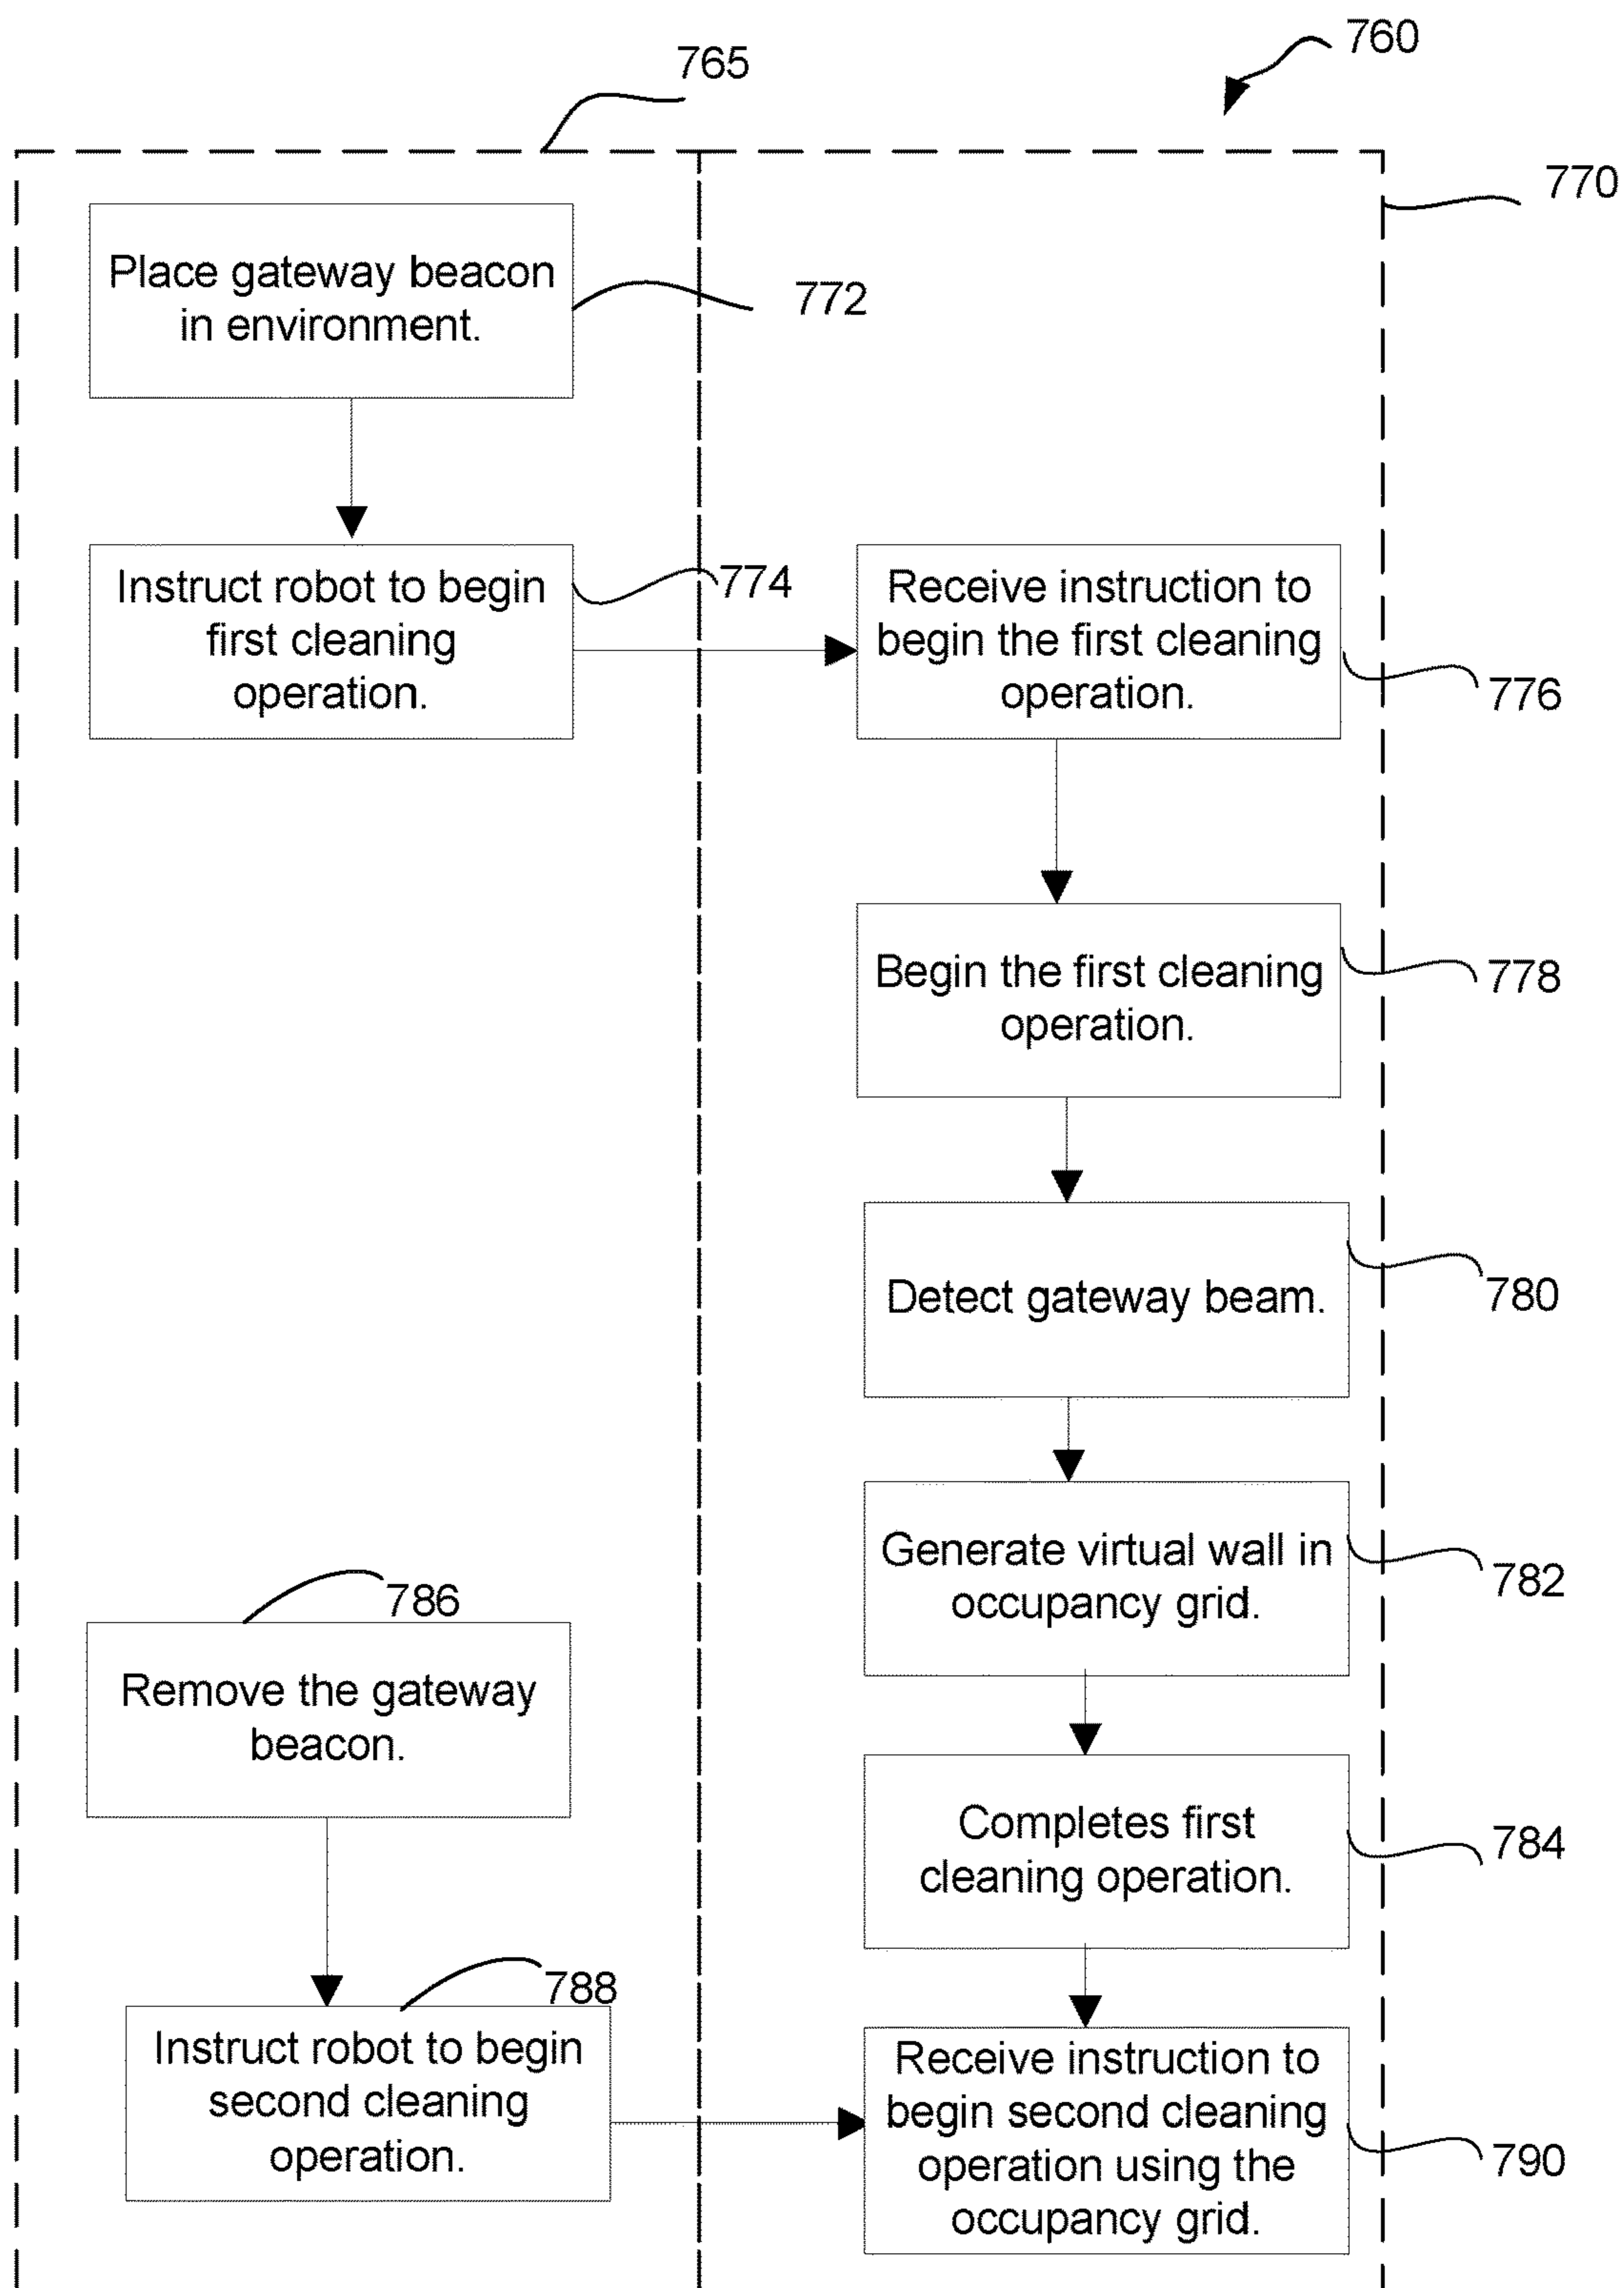 760
765
770
Place gateway beacon
in environment.
772
Instruct robot to begin
first cleaning
operation.
774
Receive instruction to
begin the first cleaning
operation.
776
Begin the first cleaning
operation.
778
Detect gateway beam.
780
Generate virtual wall in
occupancy grid.
782
786
Remove the gateway
beacon.
Completes first
cleaning operation.
784
788
Instruct robot to begin
second cleaning
operation.
Receive instruction to
begin second cleaning
operation using the
occupancy grid.
790